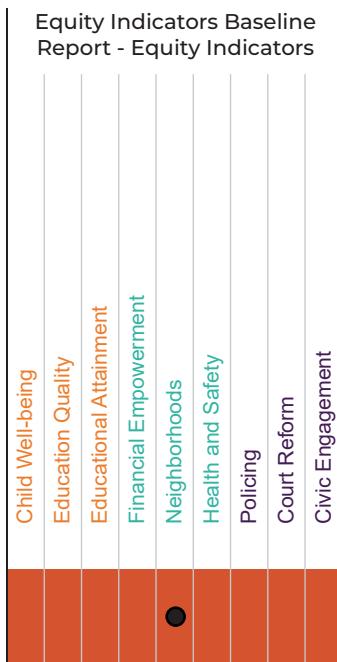 Equity Indicators Baseline
Report - Equity Indicators
Child Well-being
Education Quality
Educational Attainment
Financial Empowerment
Neighborhoods
Health and Safety
Policing
Court Reform
Civic Engagement